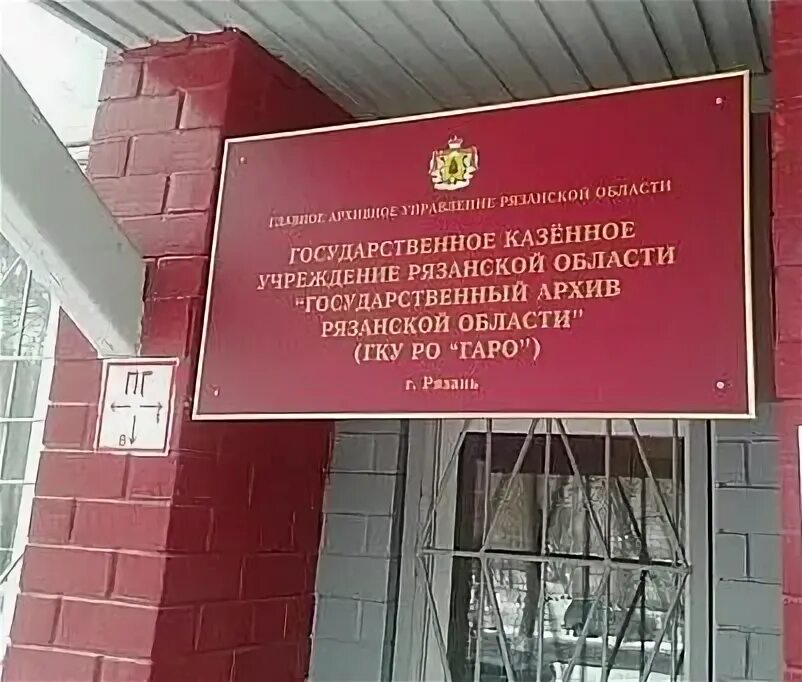 ГЛАВНОЕ АРХИВНОЕ УПРАВЛЕНИЕ РЯЗАНСКОЙ ОБЛАСТИ
ГОСУДАРСТВЕННОЕ КАЗЁННОЕ
УЧРЕЖДЕНИЕ РЯЗАНСКОЙ ОБЛАСТИ
"ГОСУДАРСТВЕННЫЙ АРХИВ
РЯЗАНСКОЙ ОБЛАСТИ"
(ГКУ РО "ГАРО")
г. Рязань
ПГ
В